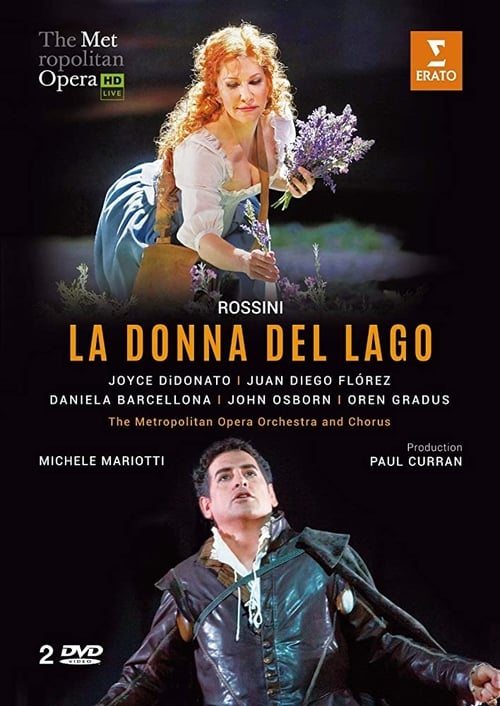 The Met
ropolitan
Opera HD
LIVE
ERATO
ROSSINI
LA DONNA DEL LAGO
JOYCE DiDONATO | JUAN DIEGO FLÓREZ
DANIELA BARCELLONA | JOHN OSBORN | OREN GRADUS
The Metropolitan Opera Orchestra and Chorus
MICHELE MARIOTTI
Production
PAUL CURRAN
2 DVD
VIDEO